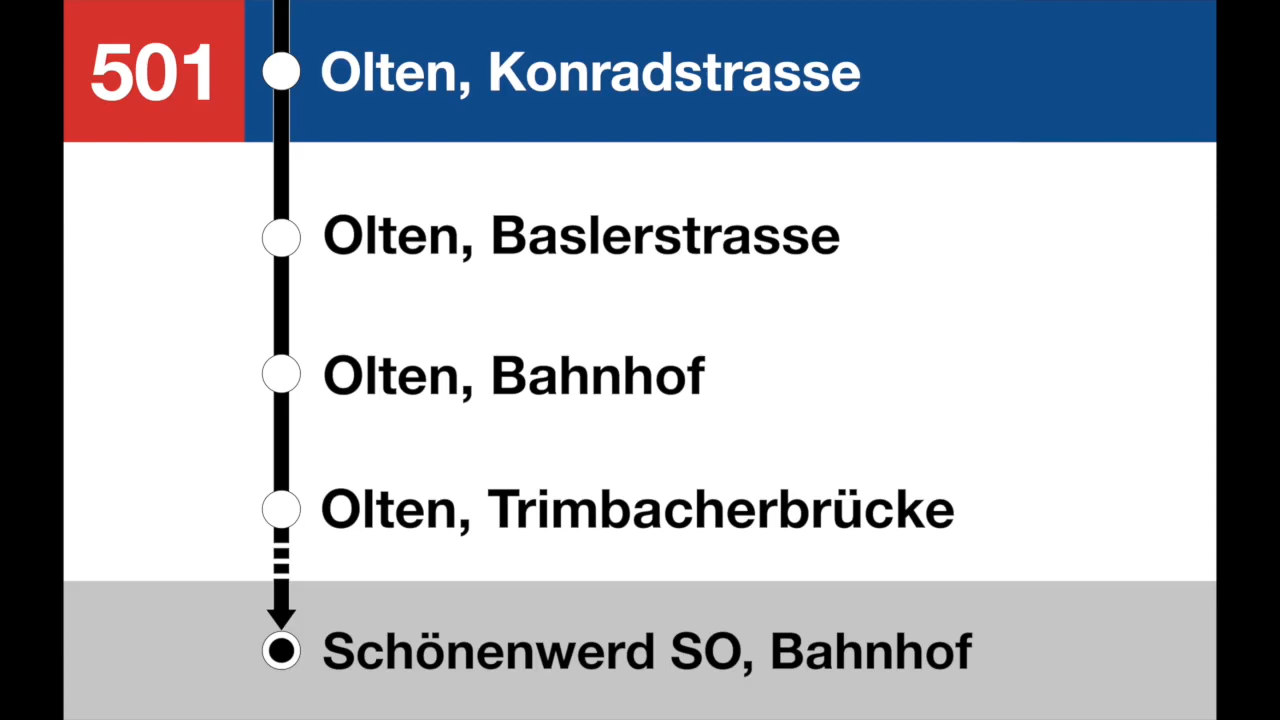 501 Olten, Konradstrasse
Olten, Baslerstrasse
Olten, Bahnhof
Olten, Trimbacherbrücke
Schönenwerd SO, Bahnhof